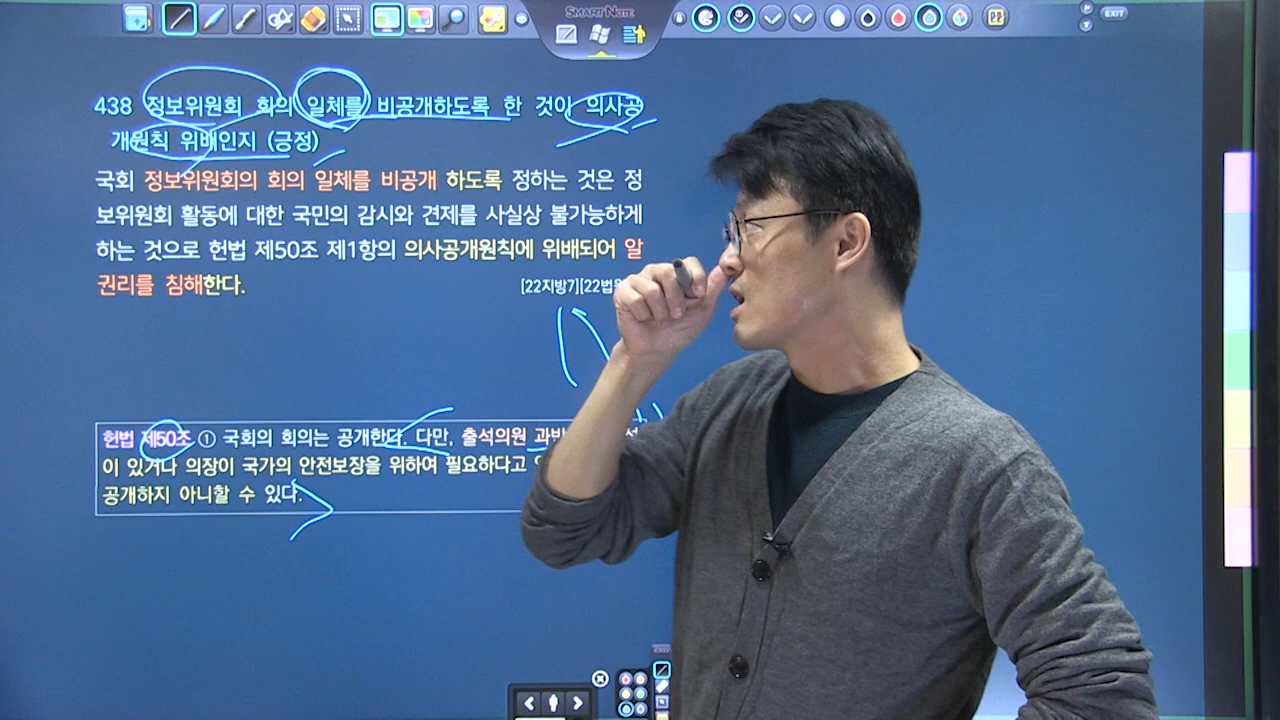 SMART NOTE
EXIT
438 정보위원회 회의 일체를 비공개하도록 한 것이 의사공
개원칙 위배인지 (긍정)
국회 정보위원회의 회의 일체를 비공개 하도록 정하는 것은 정
보위원회 활동에 대한 국민의 감시와 견제를 사실상 불가능하게
하는 것으로 헌법 제50조 제1항의 의사공개원칙에 위배되어 알
권리를 침해한다.
[22지방7][22법
헌법 제50조 ① 국회의 회의는 공개한다. 다만, 출석의원
이 있거나 의장이 국가의 안전보장을 위하여 필요하다고
공개하지 아니할 수 있다.